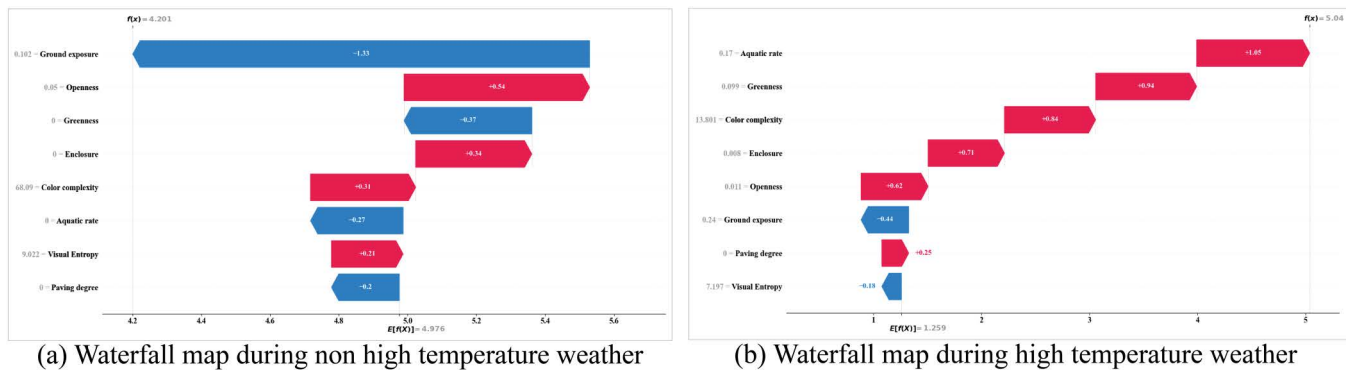 f(x) = 4.201
0.102 = Ground exposure
−1.33
0.05 = Openness
+0.54
0 = Greenness
−0.37
0 = Enclosure
+0.34
68.09 = Color complexity
+0.31
0 = Aquatic rate
−0.27
9.022 = Visual Entropy
+0.21
0 = Paving degree
−0.2
4.2 4.4 4.6 4.8 5.0 5.2 5.4 5.6
E[f(X)] = 4.976
(a) Waterfall map during non high temperature weather
f(x) = 5.04
0.17 = Aquatic rate
+1.05
0.099 = Greenness
+0.94
13.801 = Color complexity
+0.84
0.008 = Enclosure
+0.71
0.011 = Openness
+0.62
0.24 = Ground exposure
−0.44
0 = Paving degree
+0.25
7.197 = Visual Entropy
−0.18
1 2 3 4 5
E[f(X)] = 1.259
(b) Waterfall map during high temperature weather